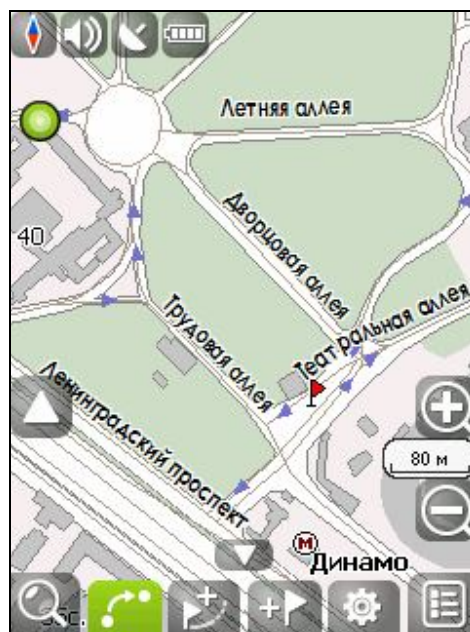 Летняя аллея
Дворцовая аллея
40
Театральная аллея
Трудовая аллея
Ленинградский проспект
80 м
М
Динамо